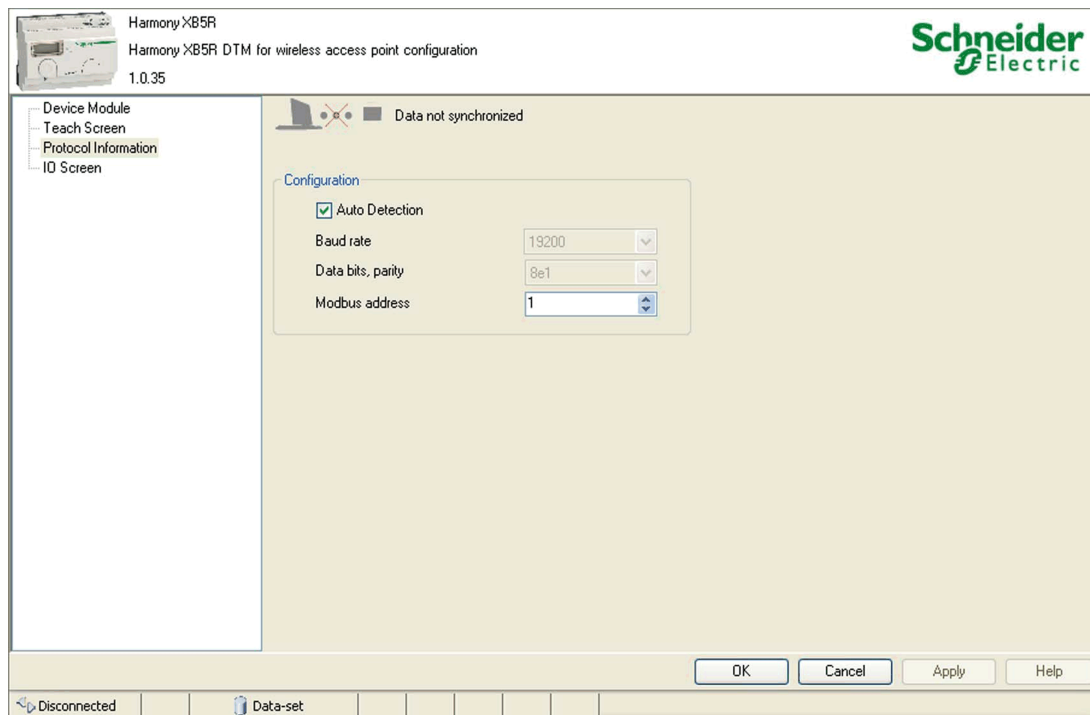 Harmony XB5R
Harmony XB5R DTM for wireless access point configuration
1.0.35
Schneider
Electric
Device Module
Teach Screen
Protocol Information
IO Screen
Data not synchronized
Configuration
Auto Detection
Baud rate 19200
Data bits, parity 8e1
Modbus address 1
OK Cancel Apply Help
Disconnected Data-set